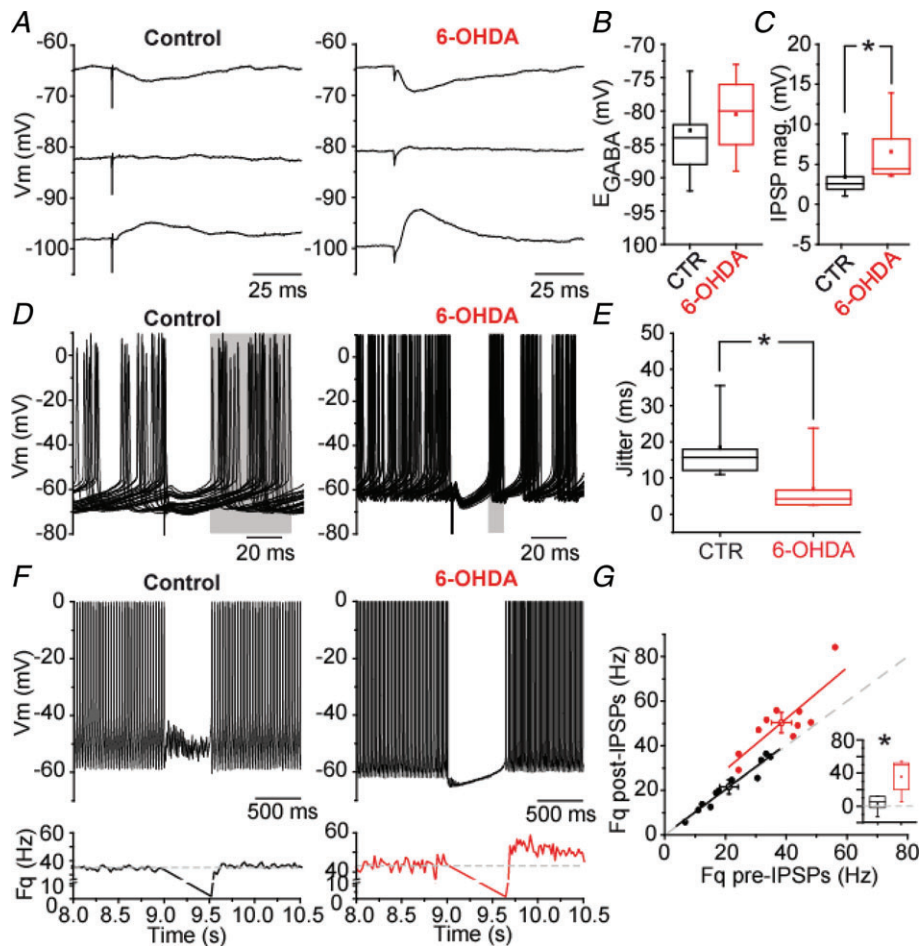 A
Control
6-OHDA
Vm (mV)
-60
-70
-80
-90
-100
-60
-70
-80
-90
-100
25 ms
25 ms
B
E GABA (mV)
-70
-75
-80
-85
-90
-95
100
CTR
6-OHDA
C
IPSP mag. (mV)
20
15
10
5
0
-5
*
CTR
6-OHDA
D
Control
6-OHDA
Vm (mV)
0
-20
-40
-60
-80
0
-20
-40
-60
-80
20 ms
20 ms
E
Jitter (ms)
50
40
30
20
10
0
*
CTR
6-OHDA
F
Control
6-OHDA
Vm (mV)
0
-20
-40
-60
0
-20
-40
-60
500 ms
500 ms
Fq (Hz)
60
40
10
0
60
40
10
0
8.0 8.5 9.0 9.5 10.0 10.5
8.0 8.5 9.0 9.5 10.0 10.5
Time (s)
Time (s)
G
Fq post-IPSPs (Hz)
80
60
40
20
0
80
40
0
*
0 20 40 60 80
Fq pre-IPSPs (Hz)